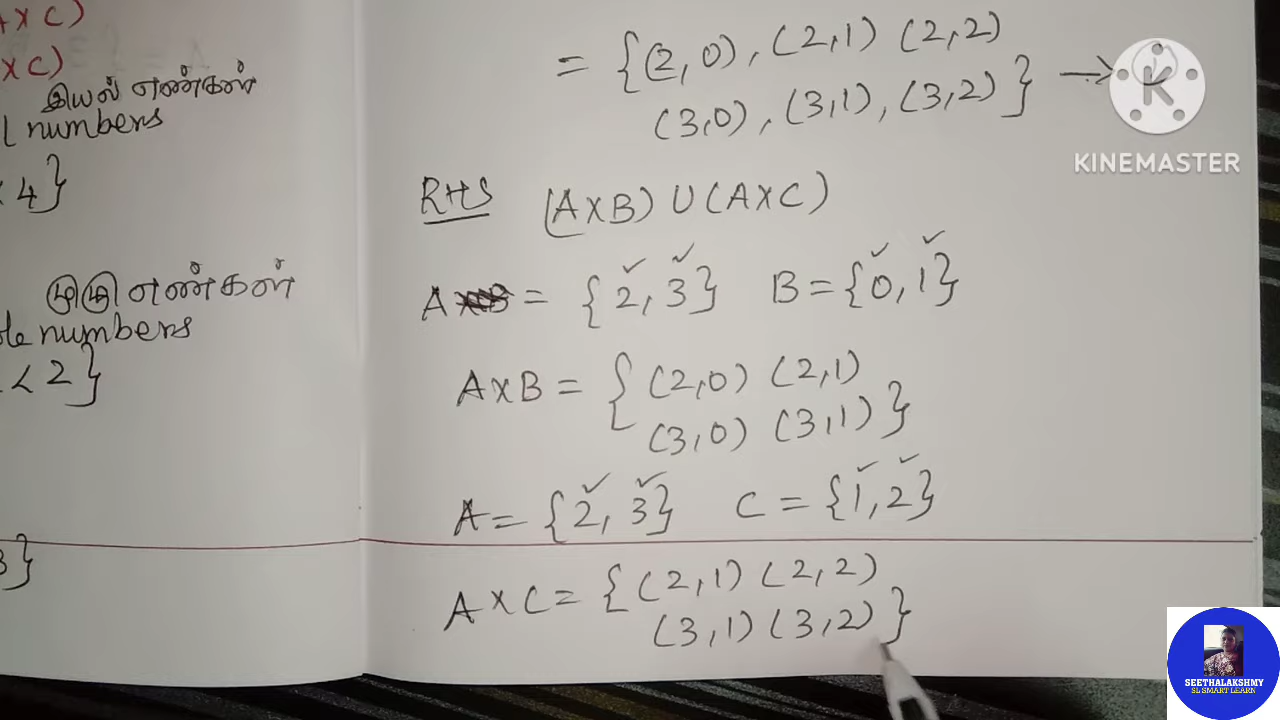 × C)
× C)
இயல் எண்கள்
l numbers
< 4}
முழு எண்கள்
le numbers
< 2}
3}
= {(2,0), (2,1) (2,2)
(3,0), (3,1), (3,2)} →
RHS (A×B) ∪ (A×C)
A = {2, 3} B = {0, 1}
A×B = {(2,0) (2,1)
(3,0) (3,1)}
A = {2, 3} C = {1, 2}
A×C = {(2,1) (2,2)
(3,1) (3,2)}
K
KINEMASTER
SEETHALAKSHMY
SL SMART LEARN